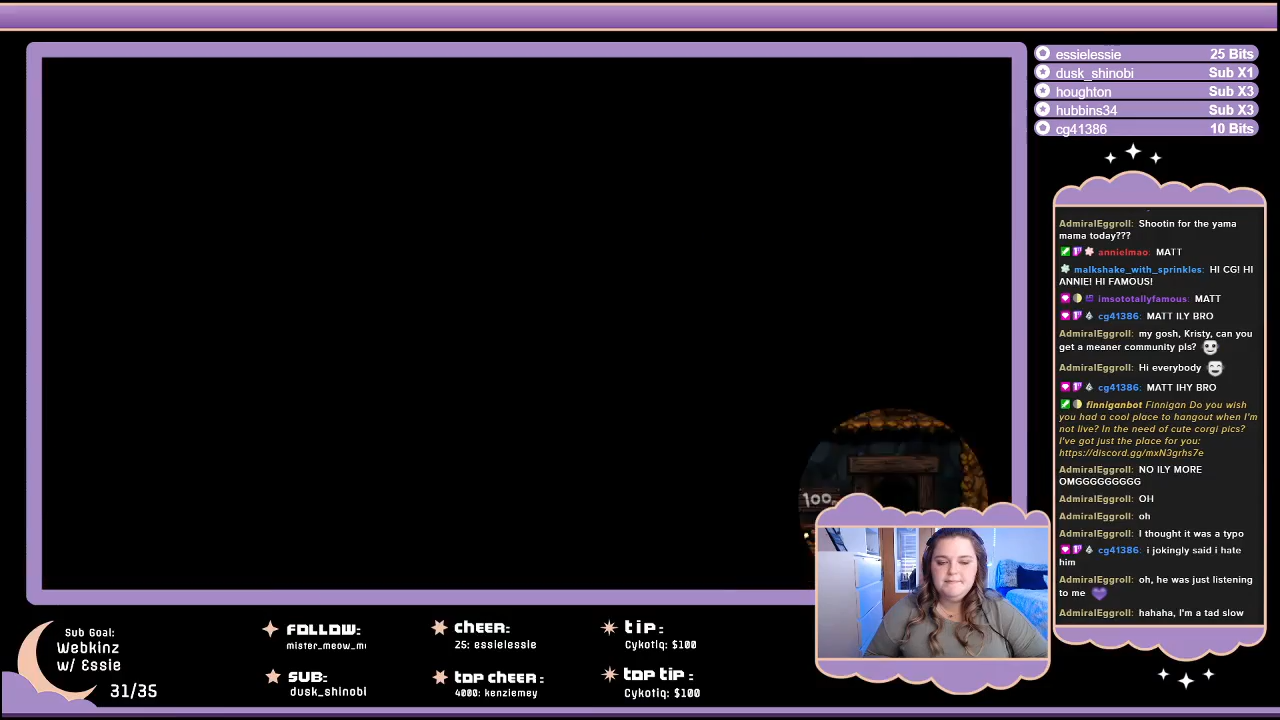 essielessie 25 Bits
dusk_shinobi Sub X1
houghton Sub X3
hubbins34 Sub X3
cg41386 10 Bits
AdmiralEggroll: Shootin for the yama
mama today???
annielmao: MATT
malkshake_with_sprinkles: HI CG! HI
ANNIE! HI FAMOUS!
imsototallyfamous: MATT
cg41386: MATT ILY BRO
AdmiralEggroll: my gosh, Kristy, can you
get a meaner community pls?
AdmiralEggroll: Hi everybody
cg41386: MATT IHY BRO
finniganbot Finnigan Do you wish
you had a cool place to hangout when I'm
not live? In the need of cute corgi pics?
I've got just the place for you:
https://discord.gg/mxN3grhs7e
AdmiralEggroll: NO ILY MORE
OMGGGGGGGGG
AdmiralEggroll: OH
AdmiralEggroll: oh
AdmiralEggroll: I thought it was a typo
cg41386: i jokingly said i hate
him
AdmiralEggroll: oh, he was just listening
to me
AdmiralEggroll: hahaha, I'm a tad slow
100
Sub Goal:
Webkinz
w/ Essie
31/35
FOLLOW:
mister_meow_m
SUB:
dusk_shinobi
CHEER:
25: essielessie
TOP CHEER:
4000: kenziemey
TIP:
Cykotiq: $100
TOP TIP:
Cykotiq: $100